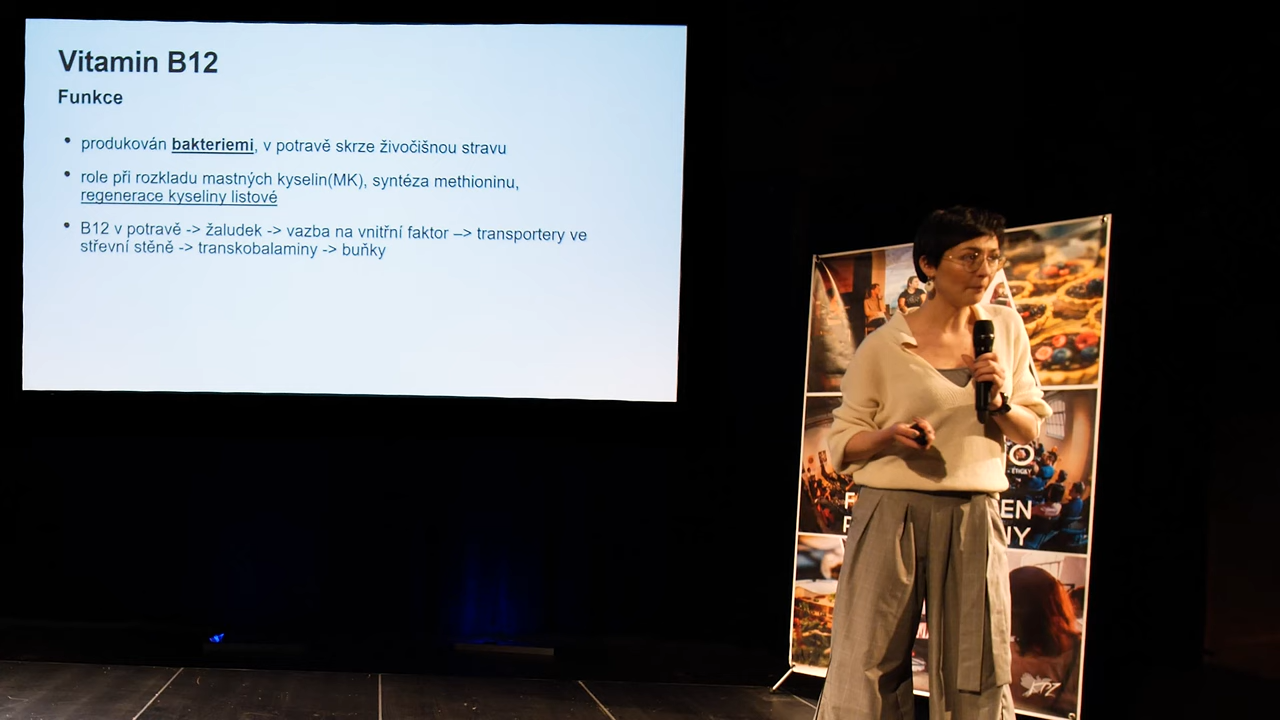 Vitamin B12
Funkce
• produkován bakteriemi, v potravě skrze živočišnou stravu
• role při rozkladu mastných kyselin(MK), syntéza methioninu,
regenerace kyseliny listové
• B12 v potravě -> žaludek -> vazba na vnitřní faktor –> transportery ve
střevní stěně -> transkobalaminy -> buňky